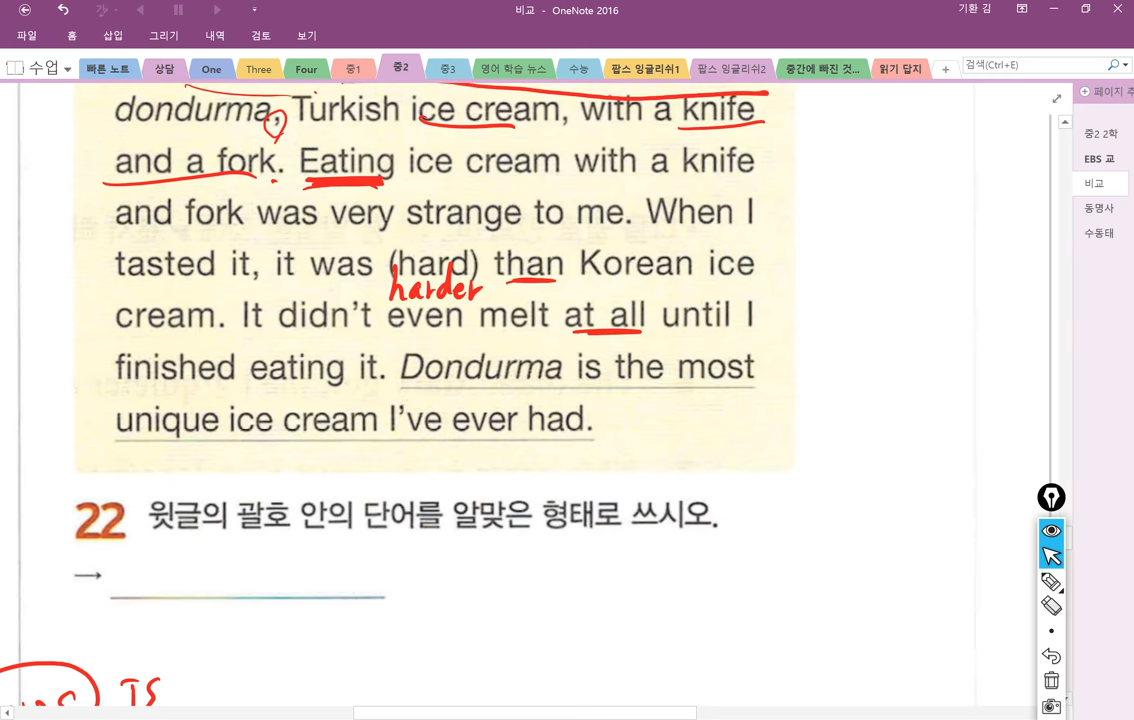 비교 - OneNote 2016
기환 김
파일 홈 삽입 그리기 내역 검토 보기
수업 빠른 노트 상담 One Three Four 중1 중2 중3 영어 학습 뉴스 수능 팝스 잉글리쉬1 팝스 잉글리쉬2 중간에 빠진 것... 읽기 답지 + 검색(Ctrl+E)
페이지 추
중2 2학
EBS 교
비교
동명사
수동태
dondurma, Turkish ice cream, with a knife
and a fork. Eating ice cream with a knife
and fork was very strange to me. When I
tasted it, it was (hard) than Korean ice
harder
cream. It didn't even melt at all until I
finished eating it. Dondurma is the most
unique ice cream I've ever had.
22 윗글의 괄호 안의 단어를 알맞은 형태로 쓰시오.
→
IS